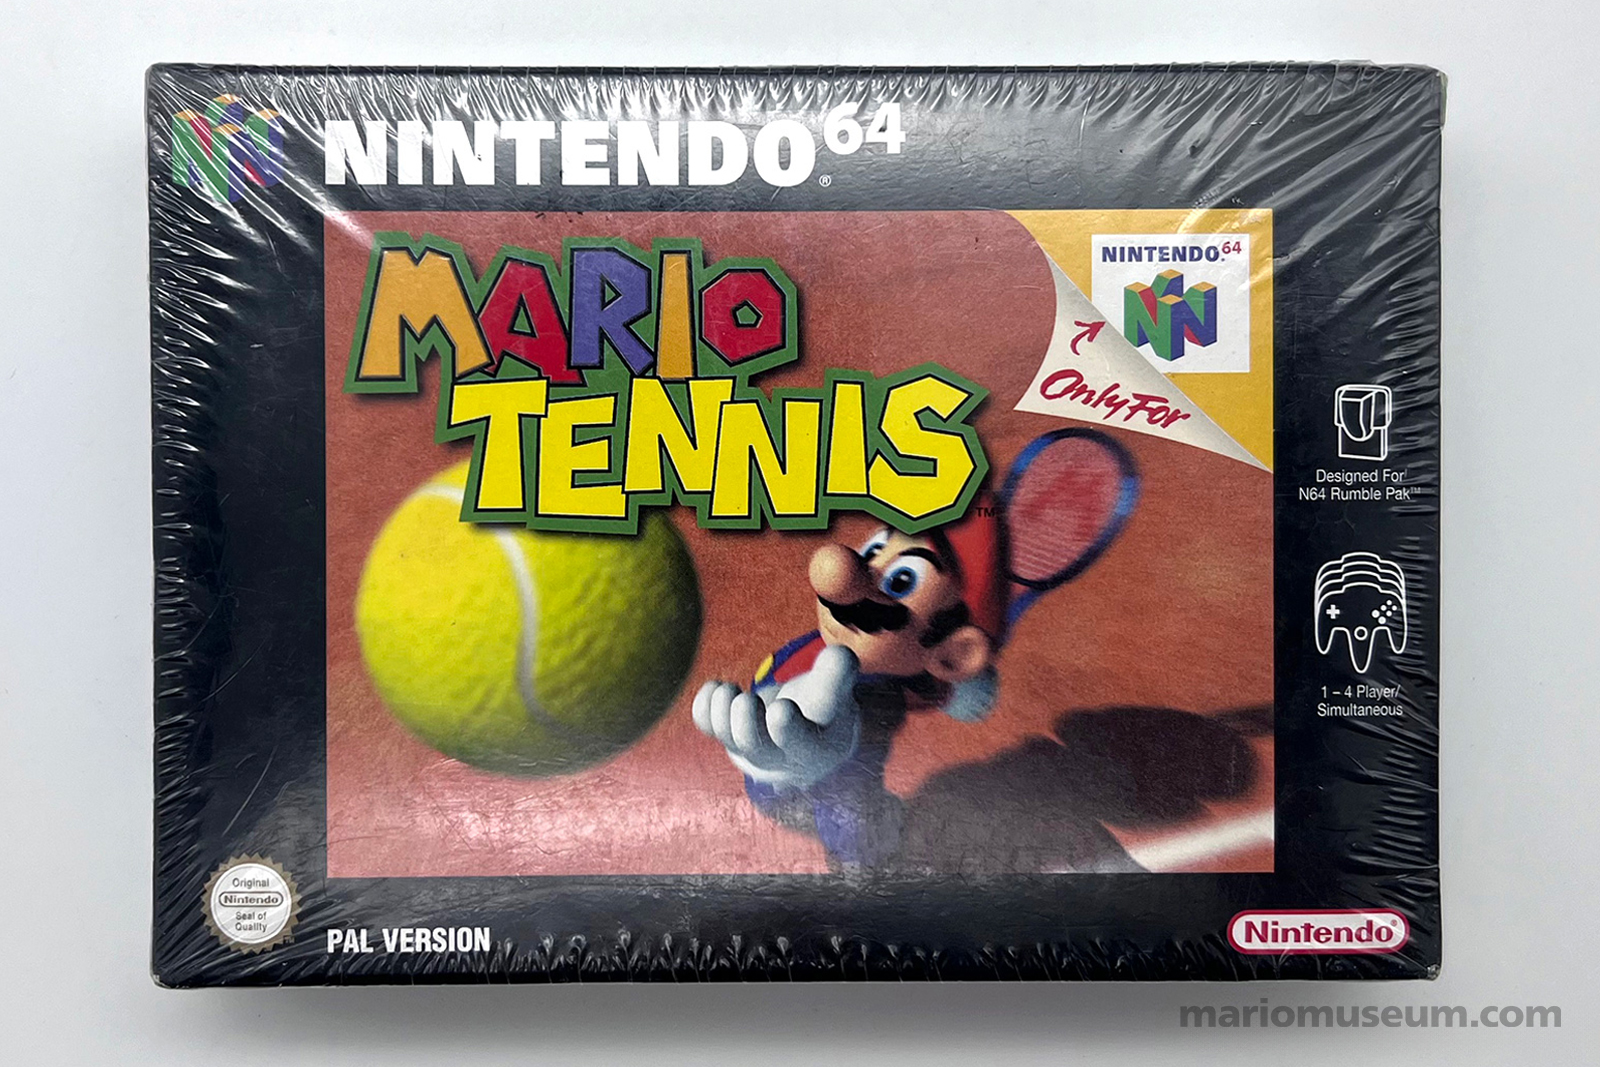 NINTENDO64®
MARIO
TENNIS™
NINTENDO64
Only For
Designed For
N64 Rumble Pak™
1 – 4 Player/
Simultaneous
Original
Nintendo
Seal of
Quality
™
PAL VERSION
Nintendo®
mariomuseum.com